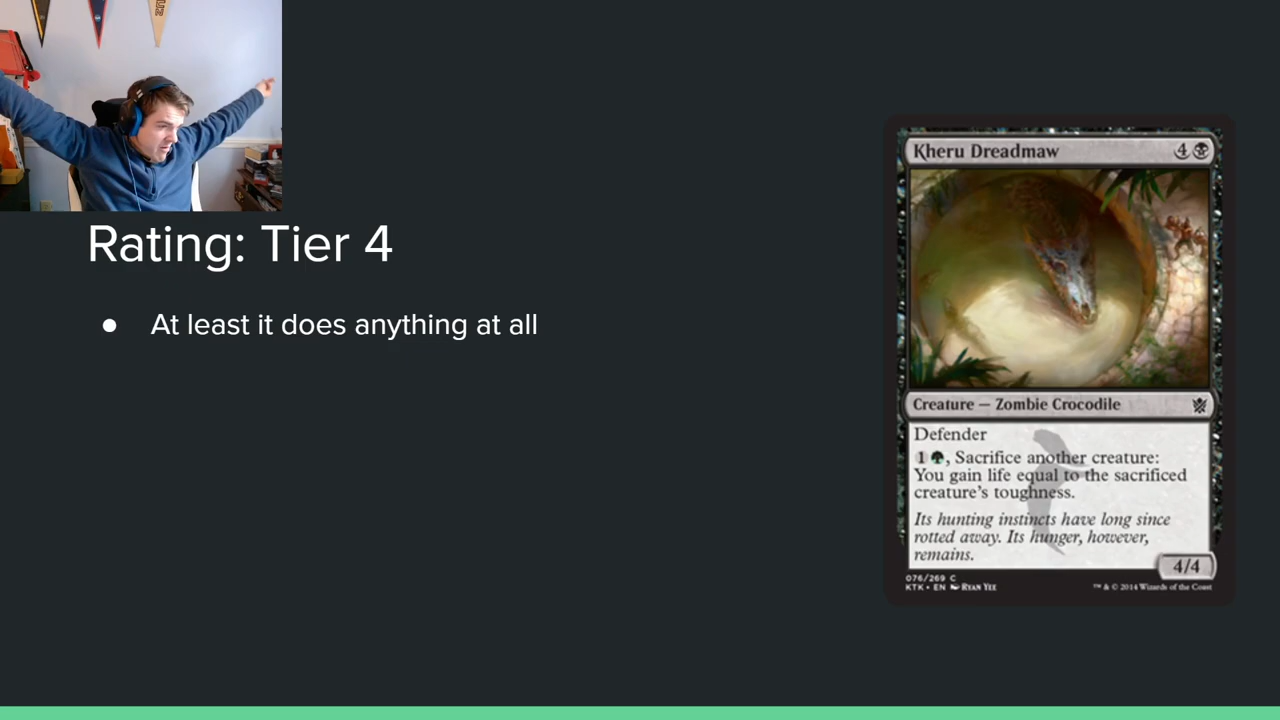 Rating: Tier 4
● At least it does anything at all
Kheru Dreadmaw 4
Creature — Zombie Crocodile
Defender
1 , Sacrifice another creature:
You gain life equal to the sacrificed
creature's toughness.
Its hunting instincts have long since
rotted away. Its hunger, however,
remains.
4/4
076/269 C
KTK • EN Ryan Yee
™ & © 2014 Wizards of the Coast